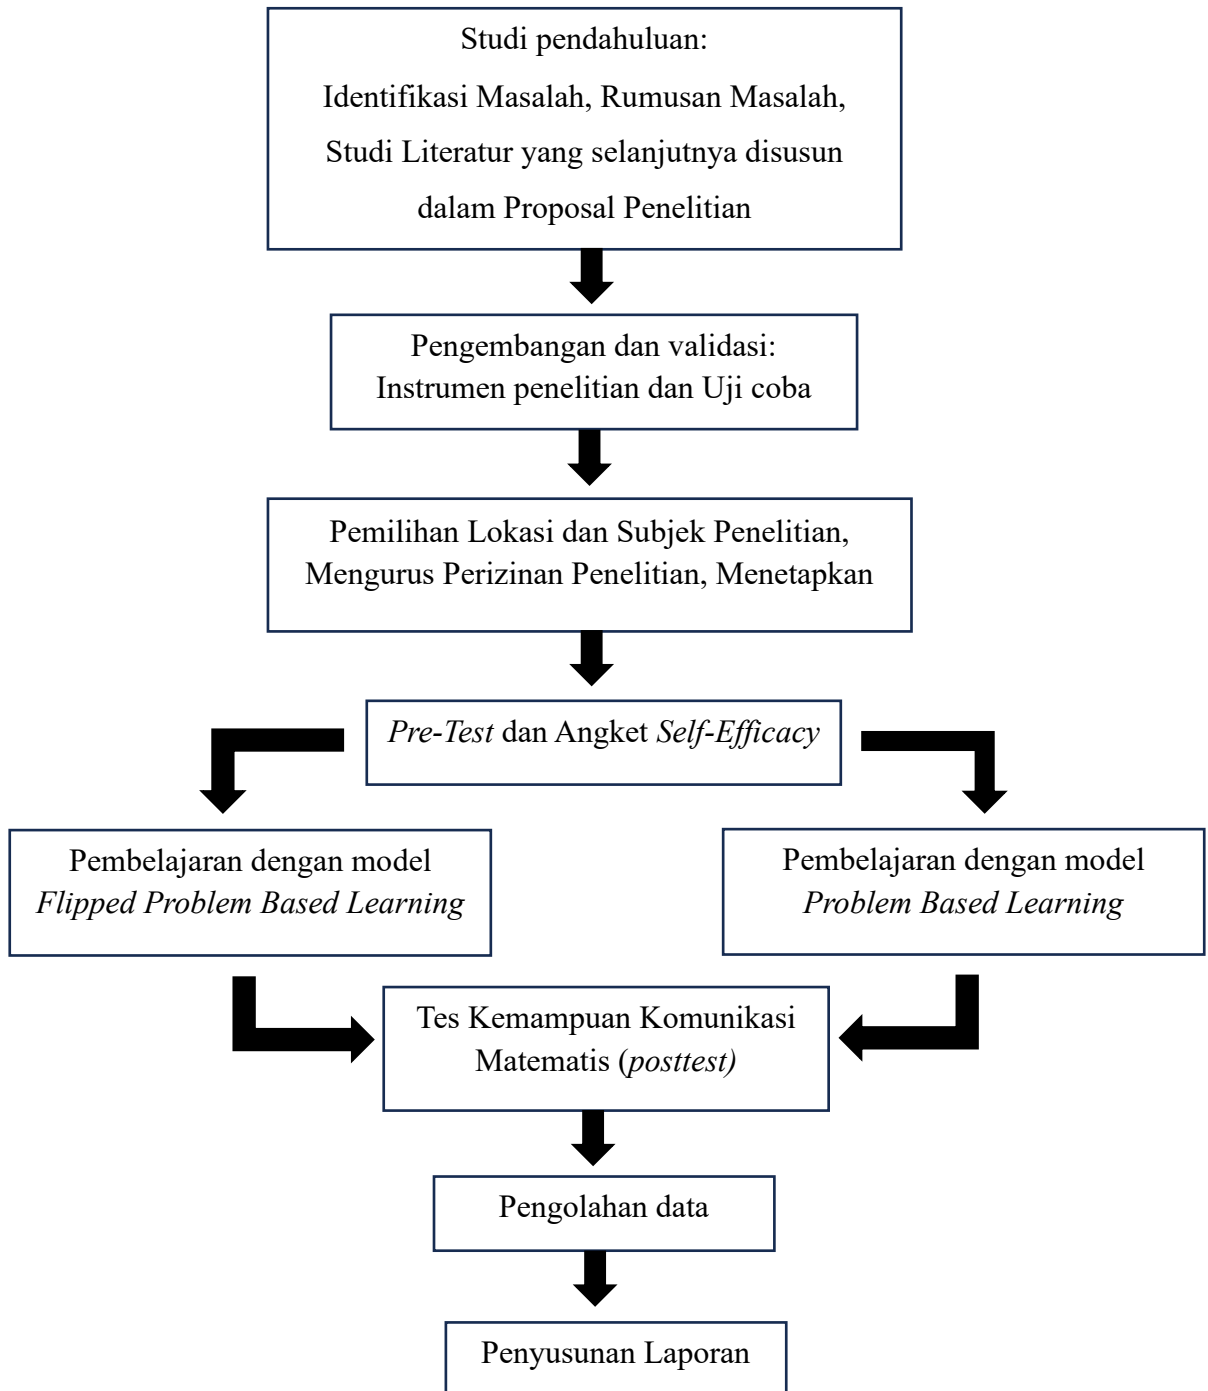 Studi pendahuluan:
Identifikasi Masalah, Rumusan Masalah,
Studi Literatur yang selanjutnya disusun
dalam Proposal Penelitian
Pengembangan dan validasi:
Instrumen penelitian dan Uji coba
Pemilihan Lokasi dan Subjek Penelitian,
Mengurus Perizinan Penelitian, Menetapkan
Pre-Test dan Angket Self-Efficacy
Pembelajaran dengan model
Flipped Problem Based Learning
Pembelajaran dengan model
Problem Based Learning
Tes Kemampuan Komunikasi
Matematis (posttest)
Pengolahan data
Penyusunan Laporan